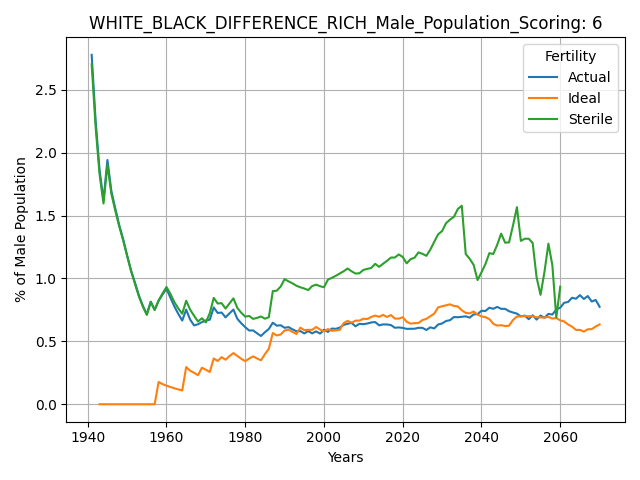 WHITE_BLACK_DIFFERENCE_RICH_Male_Population_Scoring: 6
Fertility
Actual
Ideal
Sterile
% of Male Population
2.5
2.0
1.5
1.0
0.5
0.0
1940 1960 1980 2000 2020 2040 2060
Years